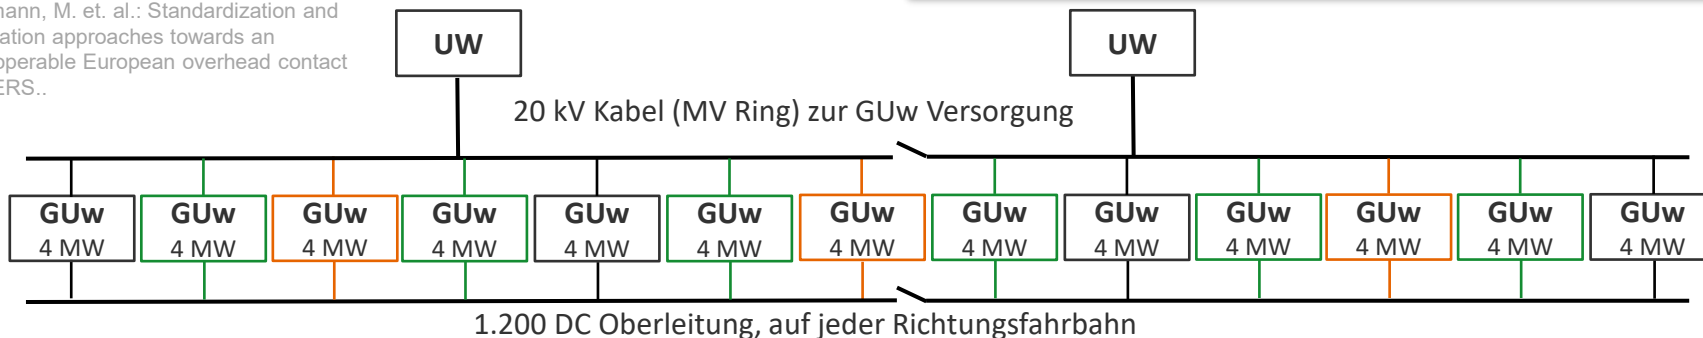 mann, M. et. al.: Standardization and
ation approaches towards an
operable European overhead contact
ERS..
UW
UW
20 kV Kabel (MV Ring) zur GUw Versorgung
GUw GUw GUw GUw GUw GUw GUw GUw GUw GUw GUw GUw GUw
4 MW 4 MW 4 MW 4 MW 4 MW 4 MW 4 MW 4 MW 4 MW 4 MW 4 MW 4 MW 4 MW
1.200 DC Oberleitung, auf jeder Richtungsfahrbahn